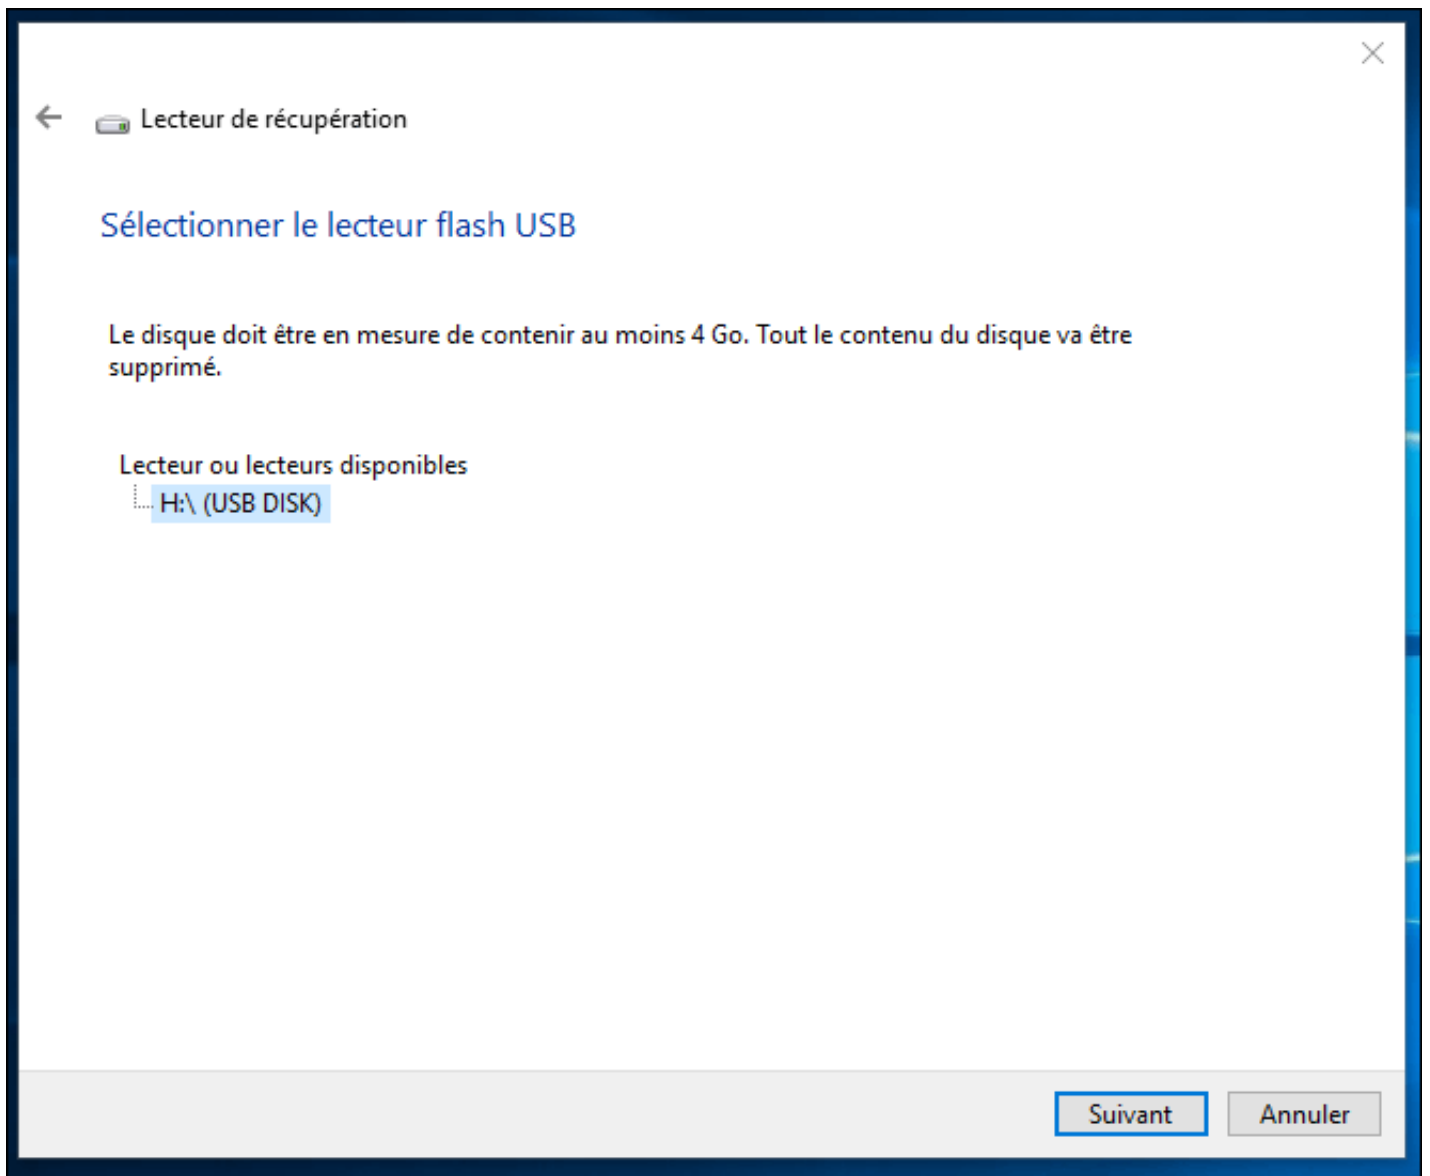 Lecteur de récupération
Sélectionner le lecteur flash USB
Le disque doit être en mesure de contenir au moins 4 Go. Tout le contenu du disque va être
supprimé.
Lecteur ou lecteurs disponibles
H:\ (USB DISK)
Suivant
Annuler